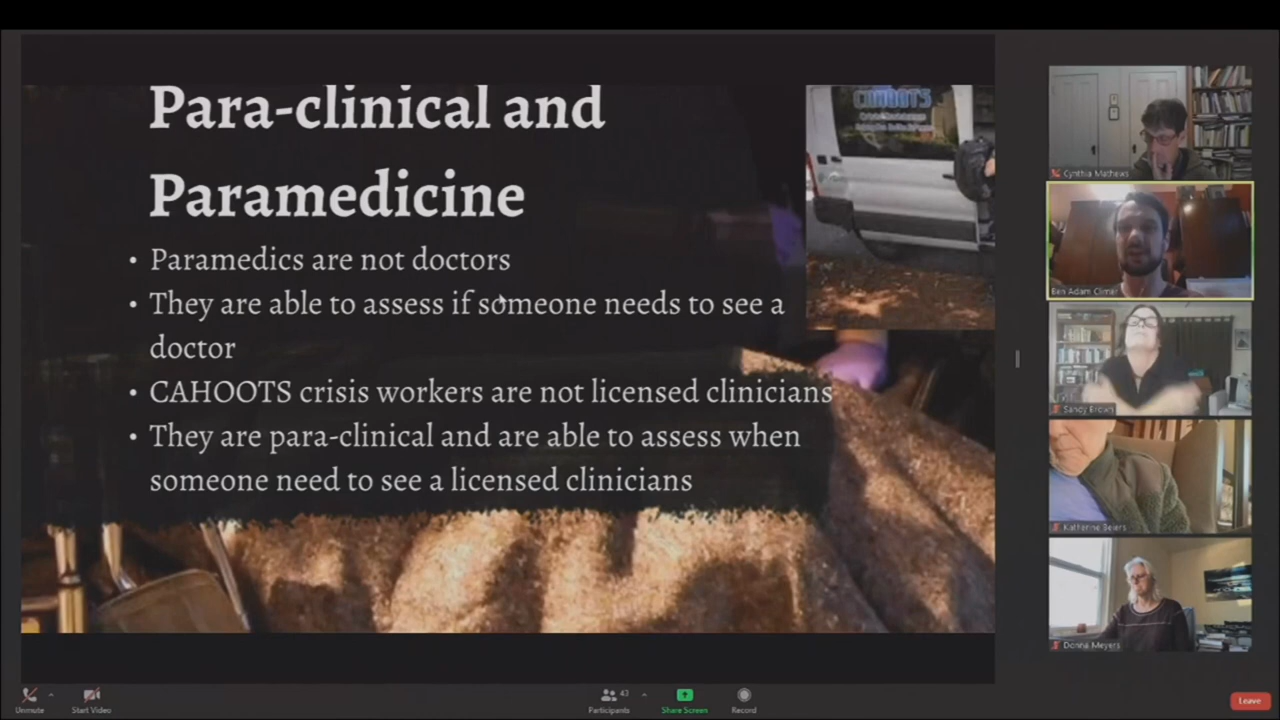 Para-clinical and
Paramedicine
• Paramedics are not doctors
• They are able to assess if someone needs to see a
doctor
• CAHOOTS crisis workers are not licensed clinicians
• They are para-clinical and are able to assess when
someone need to see a licensed clinicians
CAHOOTS
Cynthia Mathews
Ben Adam Climer
Sandy Brown
Katherine Beiers
Donna Meyers
Unmute
Start Video
Participants
43
Share Screen
Record
Leave